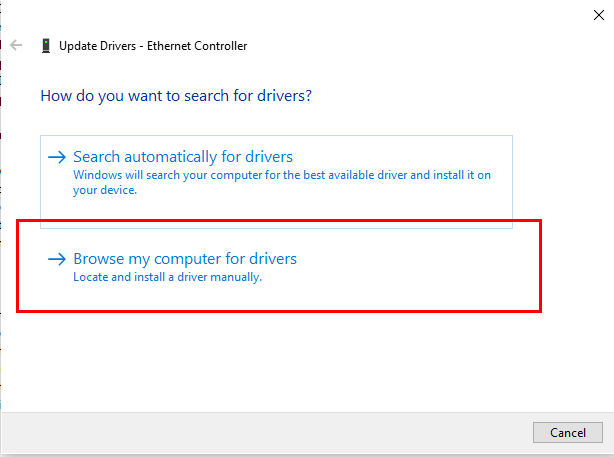 Update Drivers - Ethernet Controller
How do you want to search for drivers?
Search automatically for drivers
Windows will search your computer for the best available driver and install it on
your device.
Browse my computer for drivers
Locate and install a driver manually.
Cancel